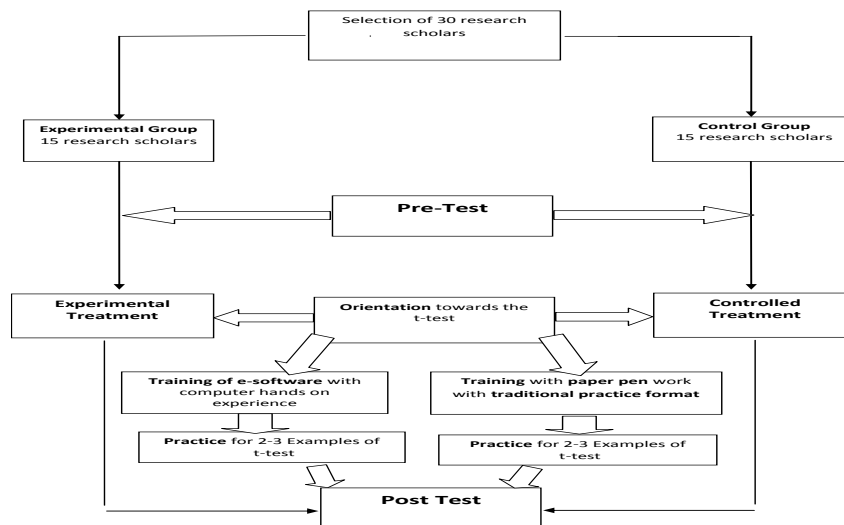 Selection of 30 research
scholars
Experimental Group
15 research scholars
Control Group
15 research scholars
Pre-Test
Experimental
Treatment
Orientation towards the
t-test
Controlled
Treatment
Training of e-software with
computer hands on
experience
Training with paper pen work
with traditional practice format
Practice for 2-3 Examples of
t-test
Practice for 2-3 Examples of
t-test
Post Test